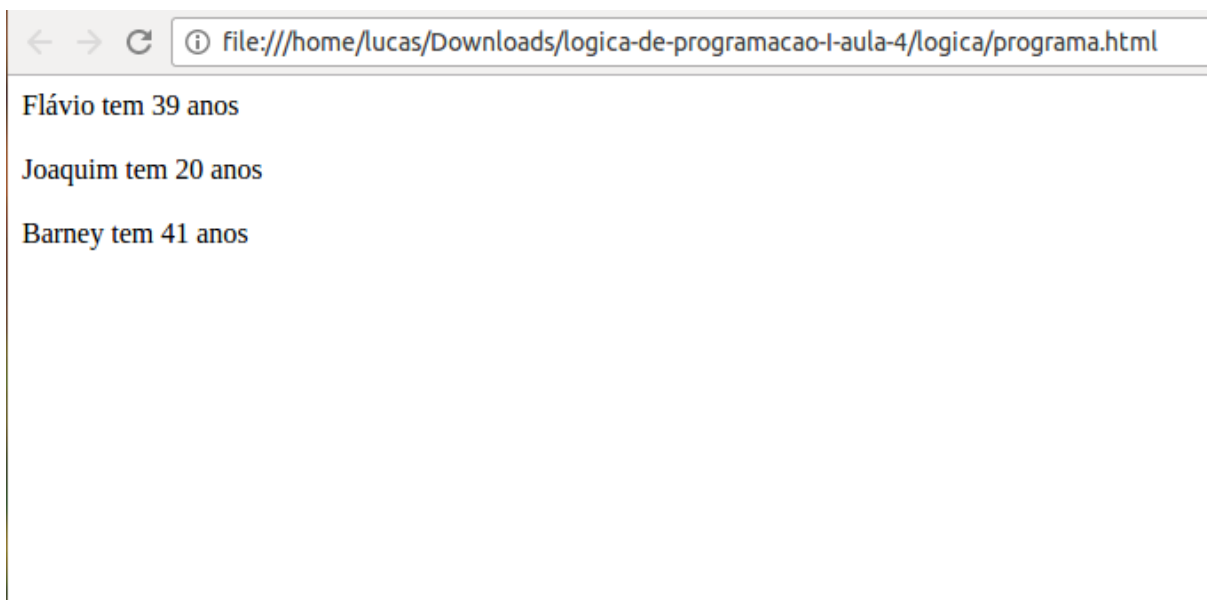 file:///home/lucas/Downloads/logica-de-programacao-I-aula-4/logica/programa.html
Flávio tem 39 anos
Joaquim tem 20 anos
Barney tem 41 anos